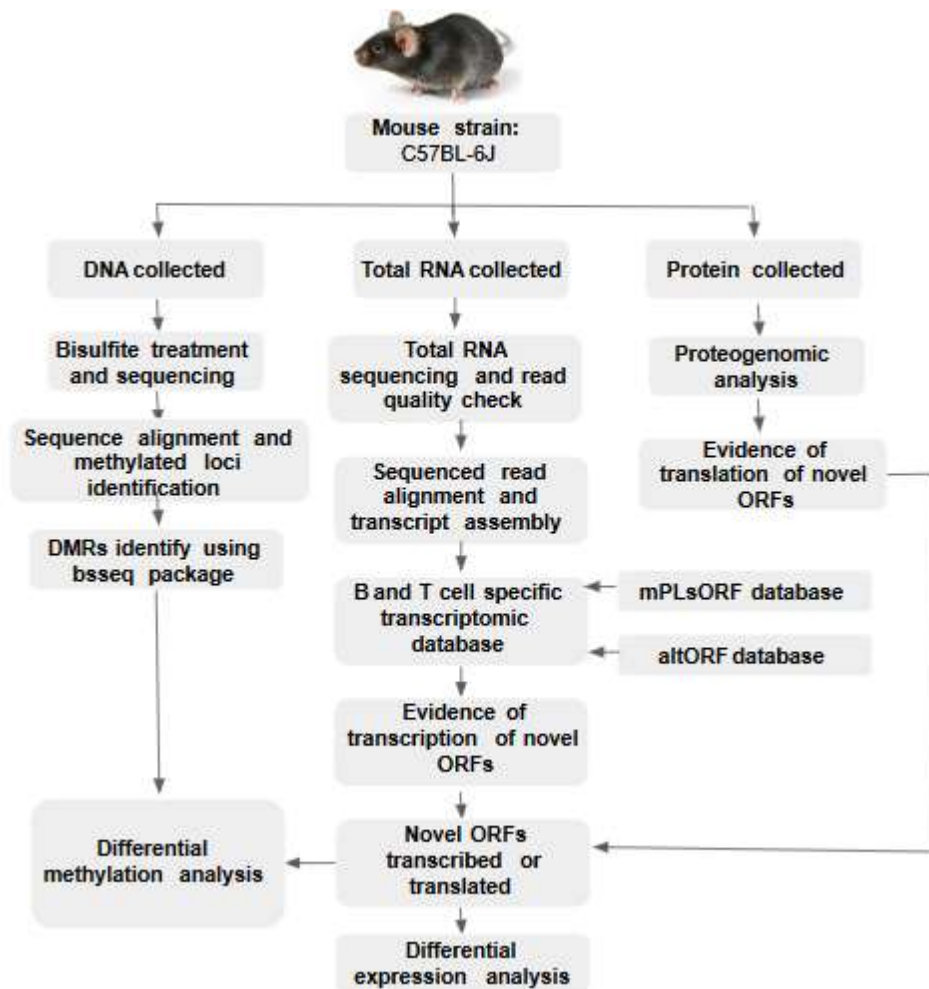 Mouse strain:
C57BL-6J
DNA collected
Total RNA collected
Protein collected
Bisulfite treatment
and sequencing
Total RNA
sequencing and read
quality check
Proteogenomic
analysis
Sequence alignment and
methylated loci
identification
Sequenced read
alignment and
transcript assembly
Evidence of
translation of novel
ORFs
DMRs identify using
bsseq package
B and T cell specific
transcriptomic
database
mPLsORF database
altORF database
Evidence of
transcription of novel
ORFs
Differential
methylation analysis
Novel ORFs
transcribed or
translated
Differential
expression analysis